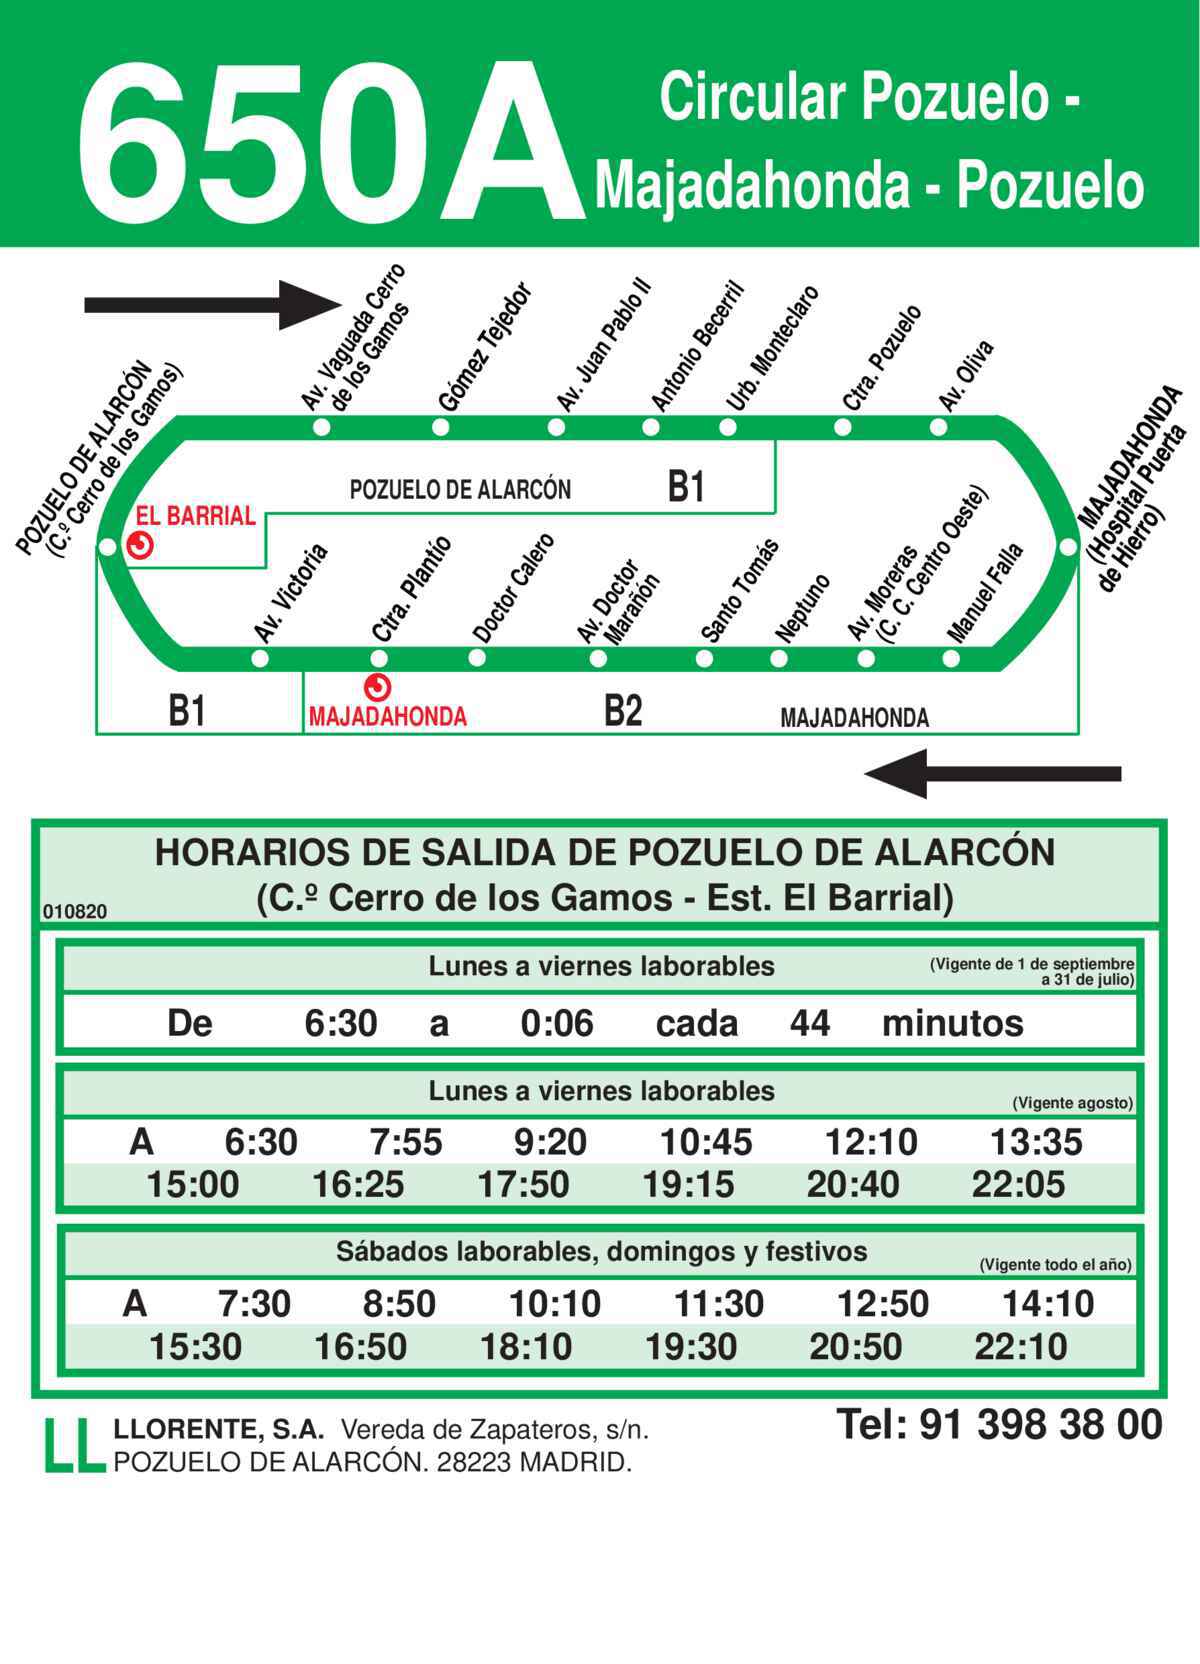 650A
Circular Pozuelo -
Majadahonda - Pozuelo
POZUELO DE ALARCÓN
(C.º Cerro de los Gamos)
Av. Vaguada Cerro
de los Gamos
Gómez Tejedor
Av. Juan Pablo II
Antonio Becerril
Urb. Monteclaro
Ctra. Pozuelo
Av. Oliva
MAJADAHONDA
(Hospital Puerta
de Hierro)
POZUELO DE ALARCÓN
B1
EL BARRIAL
Av. Victoria
Ctra. Plantío
Doctor Calero
Av. Doctor
Marañón
Santo Tomás
Neptuno
Av. Moreras
(C. C. Centro Oeste)
Manuel Falla
B1
MAJADAHONDA
B2
MAJADAHONDA
HORARIOS DE SALIDA DE POZUELO DE ALARCÓN
(C.º Cerro de los Gamos - Est. El Barrial)
010820
Lunes a viernes laborables
(Vigente de 1 de septiembre
a 31 de julio)
De 6:30 a 0:06 cada 44 minutos
Lunes a viernes laborables
(Vigente agosto)
A 6:30 7:55 9:20 10:45 12:10 13:35
15:00 16:25 17:50 19:15 20:40 22:05
Sábados laborables, domingos y festivos
(Vigente todo el año)
A 7:30 8:50 10:10 11:30 12:50 14:10
15:30 16:50 18:10 19:30 20:50 22:10
LL
LLORENTE, S.A. Vereda de Zapateros, s/n.
POZUELO DE ALARCÓN. 28223 MADRID.
Tel: 91 398 38 00